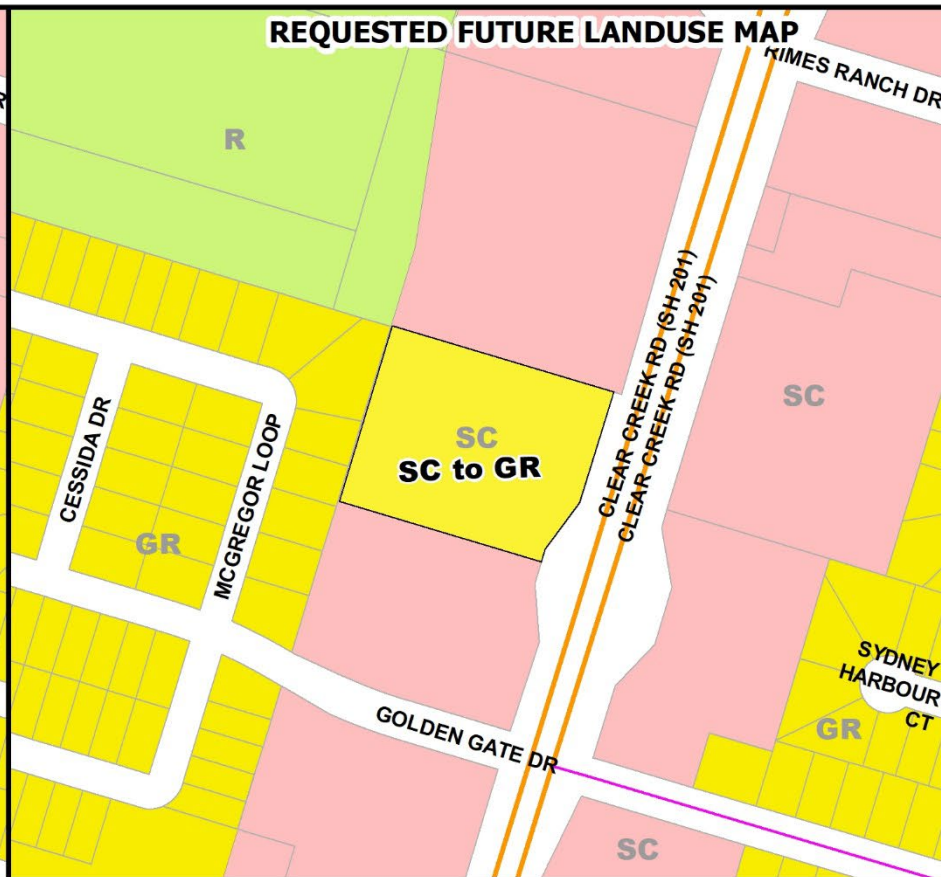 REQUESTED FUTURE LANDUSE MAP
RIMES RANCH DR
R
CLEAR CREEK RD (SH 201)
CLEAR CREEK RD (SH 201)
SC
SC
SC to GR
CESSIDA DR
MCGREGOR LOOP
GR
SYDNEY
HARBOUR
CT
GR
GOLDEN GATE DR
SC